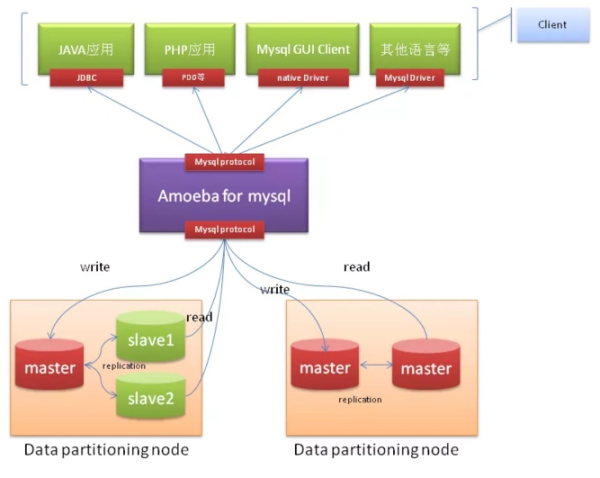 Client
JAVA应用
PHP应用
Mysql GUI Client
其他语言等
JDBC
PDO等
native Driver
Mysql Driver
Mysql protocol
Amoeba for mysql
Mysql protocol
write
read
write
read
slave1
master
replication
slave2
master
master
replication
Data partitioning node
Data partitioning node